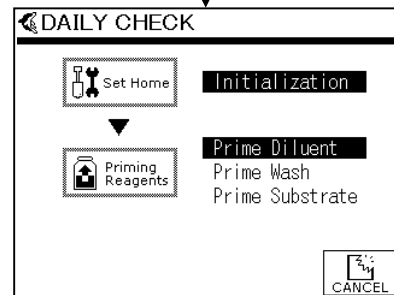 DAILY CHECK
Set Home
Initialization
Priming
Reagents
Prime Diluent
Prime Wash
Prime Substrate
CANCEL